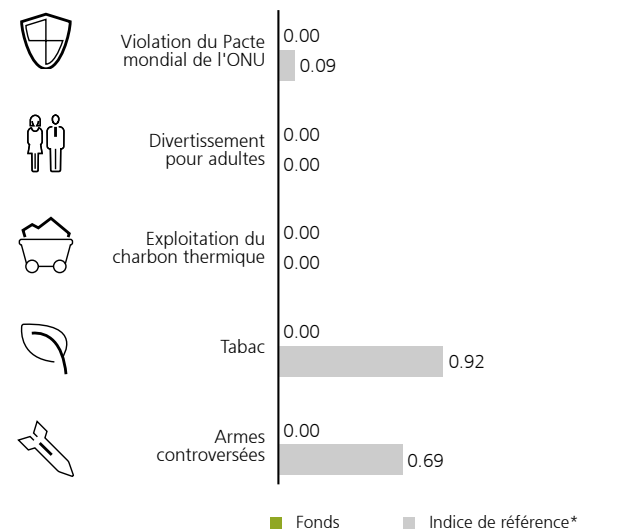 Violation du Pacte
mondial de l'ONU
0.00
0.09
Divertissement
pour adultes
0.00
0.00
Exploitation du
charbon thermique
0.00
0.00
Tabac
0.00
0.92
Armes
controversées
0.00
0.69
Fonds
Indice de référence*